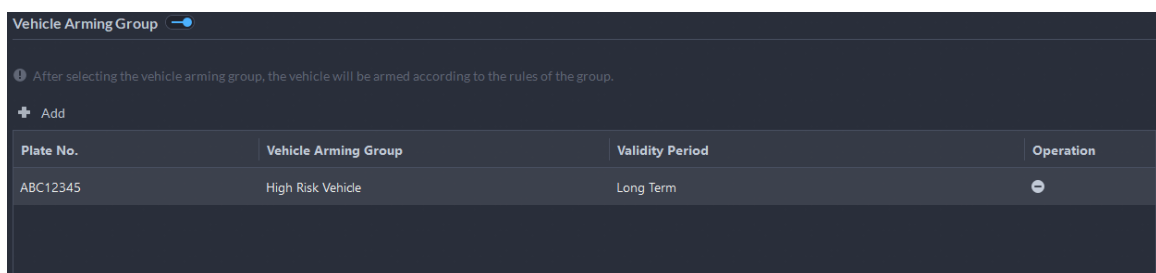 Vehicle Arming Group
After selecting the vehicle arming group, the vehicle will be armed according to the rules of the group.
Add
Plate No. Vehicle Arming Group Validity Period Operation
ABC12345 High Risk Vehicle Long Term